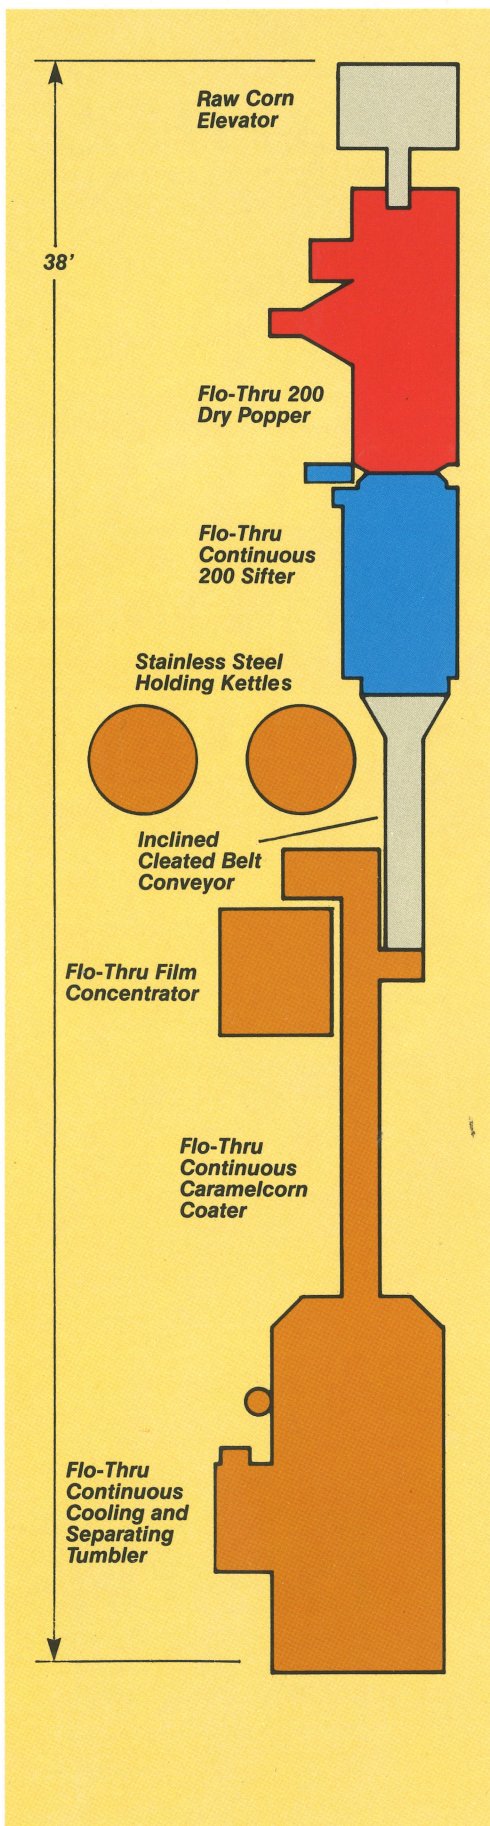 Raw Corn
Elevator
38'
Flo-Thru 200
Dry Popper
Flo-Thru
Continuous
200 Sifter
Stainless Steel
Holding Kettles
Inclined
Cleated Belt
Conveyor
Flo-Thru Film
Concentrator
Flo-Thru
Continuous
Caramelcorn
Coater
Flo-Thru
Continuous
Cooling and
Separating
Tumbler